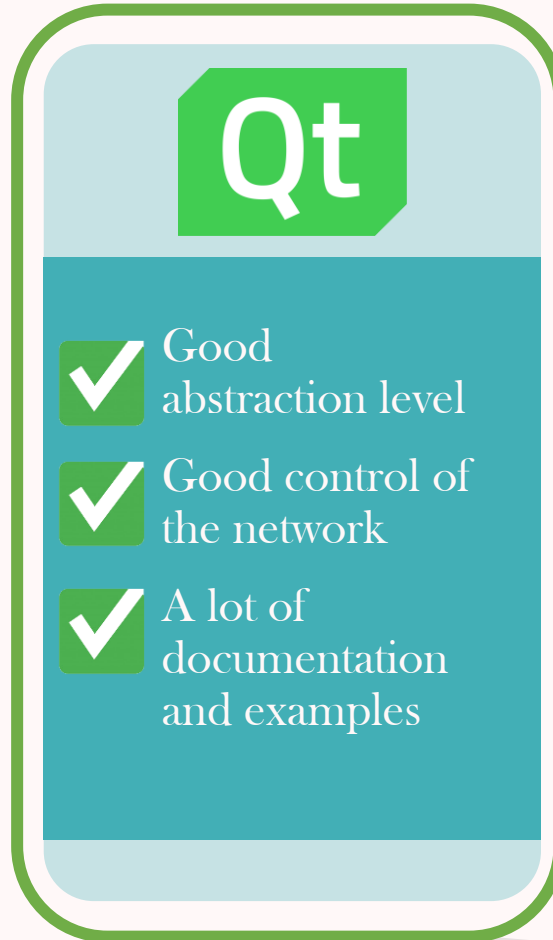 Qt
Good
abstraction level
Good control of
the network
A lot of
documentation
and examples